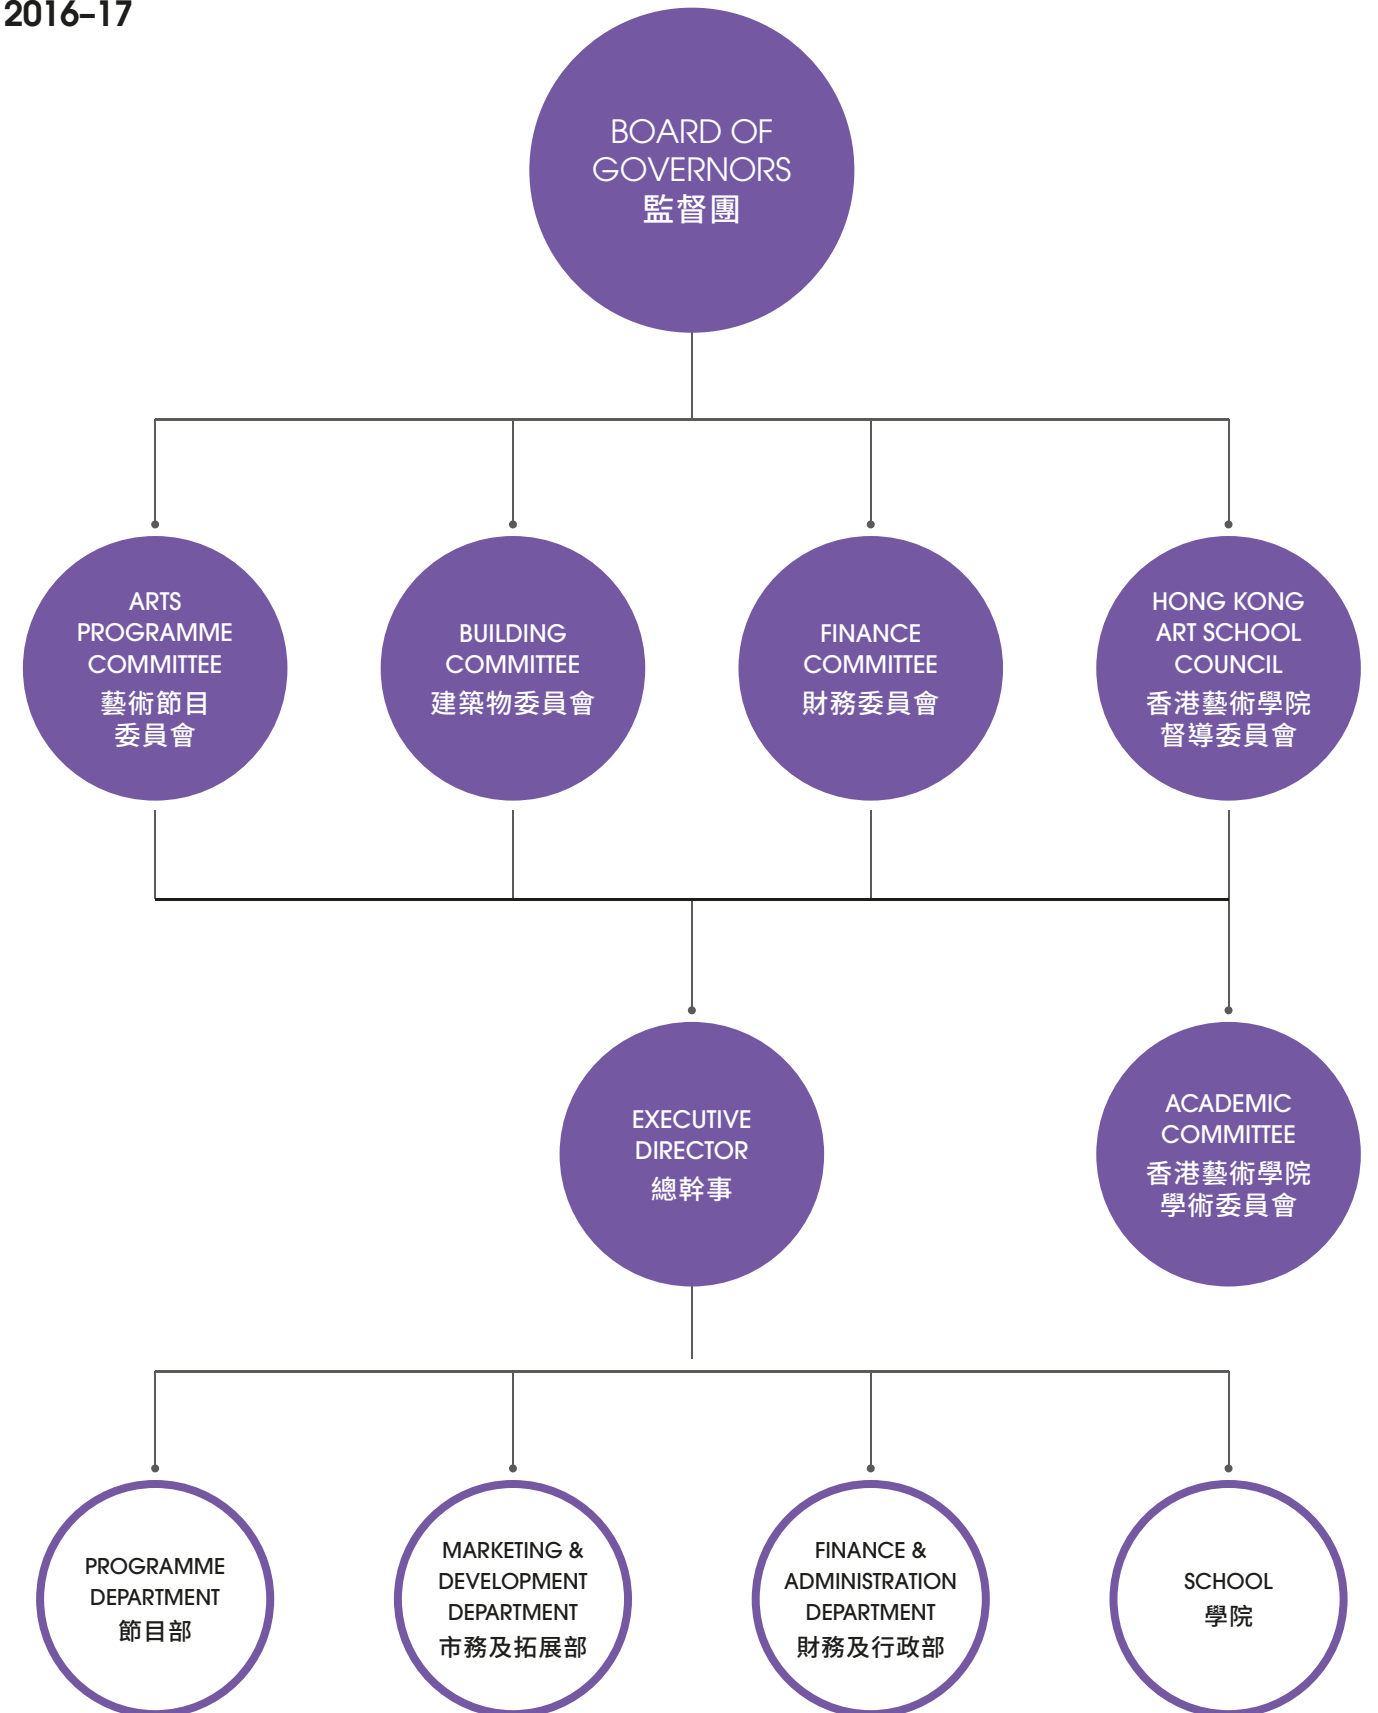 2016–17
BOARD OF
GOVERNORS
監督團
ARTS
PROGRAMME
COMMITTEE
藝術節目
委員會
BUILDING
COMMITTEE
建築物委員會
FINANCE
COMMITTEE
財務委員會
HONG KONG
ART SCHOOL
COUNCIL
香港藝術學院
督導委員會
EXECUTIVE
DIRECTOR
總幹事
ACADEMIC
COMMITTEE
香港藝術學院
學術委員會
PROGRAMME
DEPARTMENT
節目部
MARKETING &
DEVELOPMENT
DEPARTMENT
市務及拓展部
FINANCE &
ADMINISTRATION
DEPARTMENT
財務及行政部
SCHOOL
學院